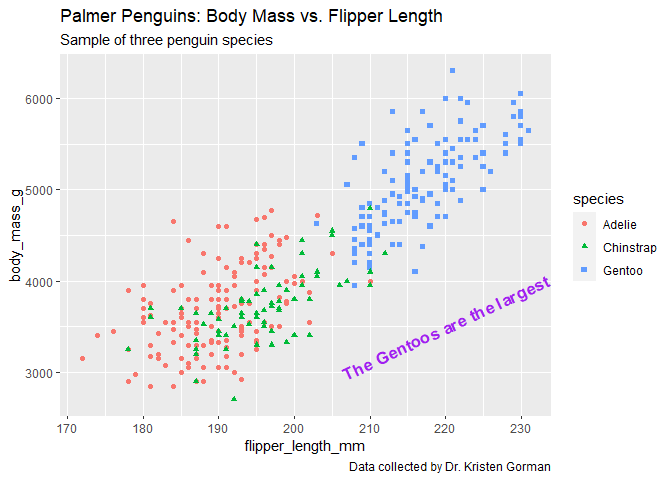 Palmer Penguins: Body Mass vs. Flipper Length
Sample of three penguin species
body_mass_g
6000
5000
4000
3000
The Gentoos are the largest
170 180 190 200 210 220 230
flipper_length_mm
species
Adelie
Chinstrap
Gentoo
Data collected by Dr. Kristen Gorman